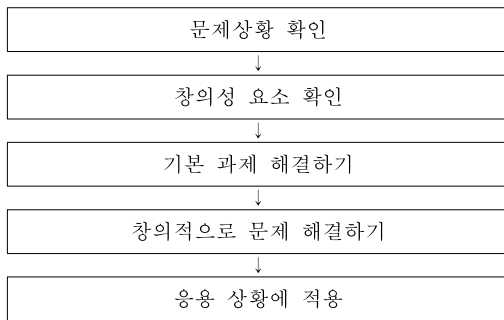 문제상황 확인
↓
창의성 요소 확인
↓
기본 과제 해결하기
↓
창의적으로 문제 해결하기
↓
응용 상황에 적용